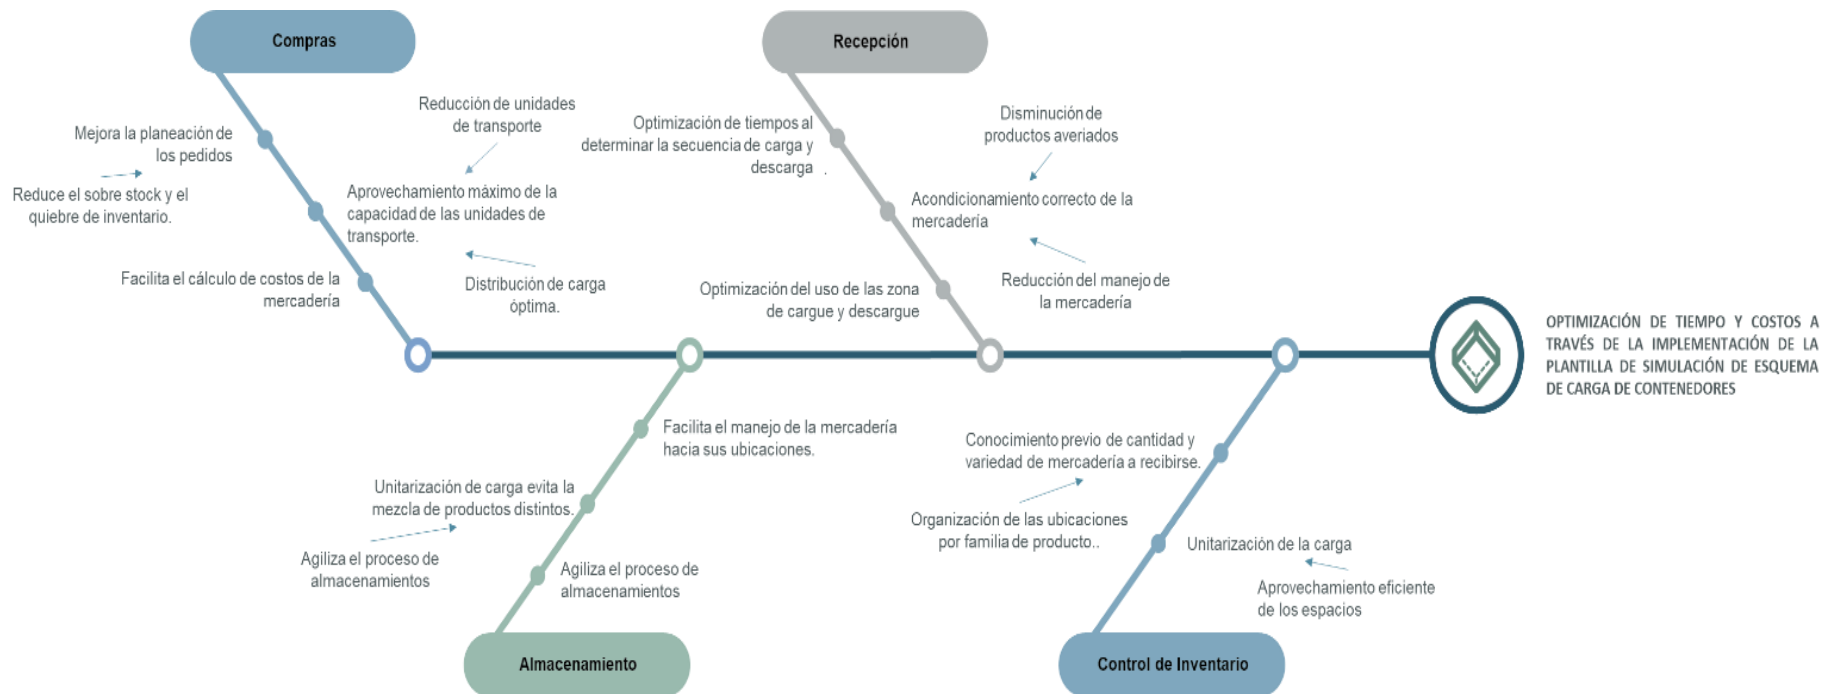 Compras
Recepción
Reducción de unidades
de transporte
Mejora la planeación de
los pedidos
Reduce el sobre stock y el
quiebre de inventario.
Aprovechamiento máximo de la
capacidad de las unidades de
transporte.
Facilita el cálculo de costos de la
mercadería
Distribución de carga
óptima.
Optimización de tiempos al
determinar la secuencia de carga y
descarga .
Disminución de
productos averiados
Acondicionamiento correcto de la
mercadería
Optimización del uso de las zona
de cargue y descargue
Reducción del manejo de
la mercadería
OPTIMIZACIÓN DE TIEMPO Y COSTOS A
TRAVÉS DE LA IMPLEMENTACIÓN DE LA
PLANTILLA DE SIMULACIÓN DE ESQUEMA
DE CARGA DE CONTENEDORES
Facilita el manejo de la mercadería
hacia sus ubicaciones.
Unitarización de carga evita la
mezcla de productos distintos.
Agiliza el proceso de
almacenamientos
Agiliza el proceso de
almacenamientos
Conocimiento previo de cantidad y
variedad de mercadería a recibirse.
Organización de las ubicaciones
por familia de producto..
Unitarización de la carga
Aprovechamiento eficiente
de los espacios
Almacenamiento
Control de Inventario